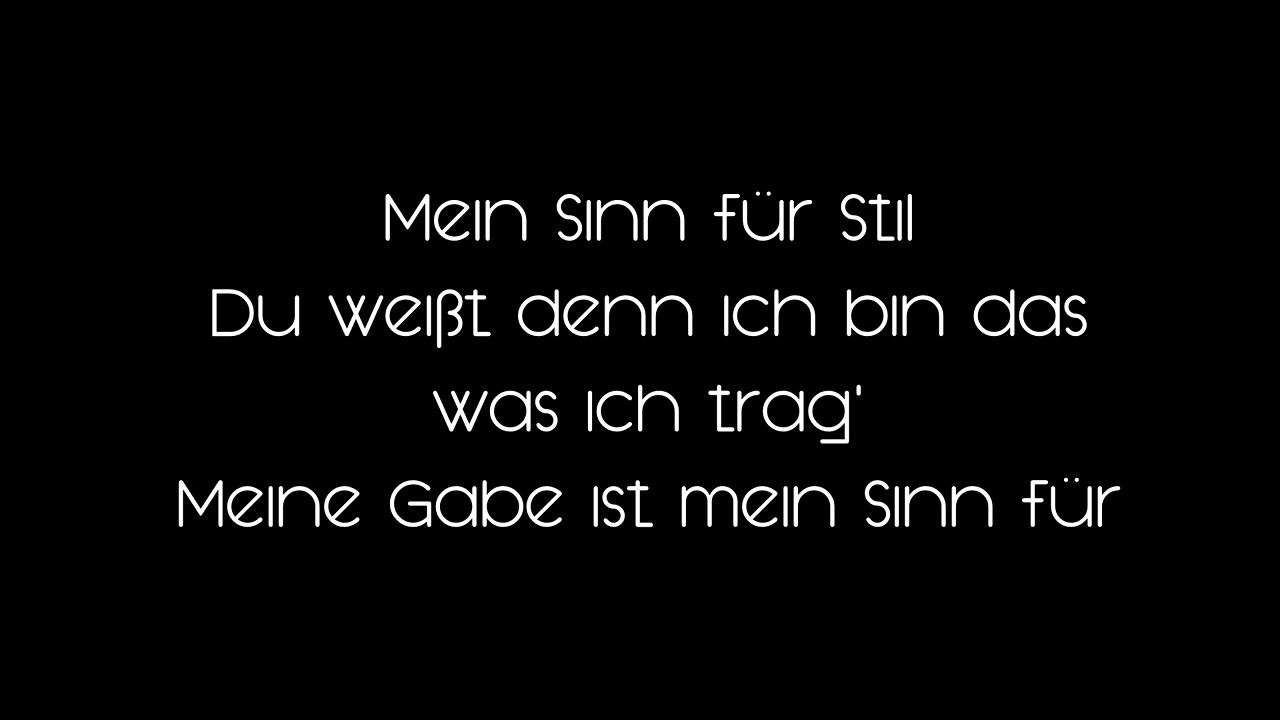 Mein Sinn für Stil
Du weißt denn ich bin das
was ich trag'
Meine Gabe ist mein Sinn für